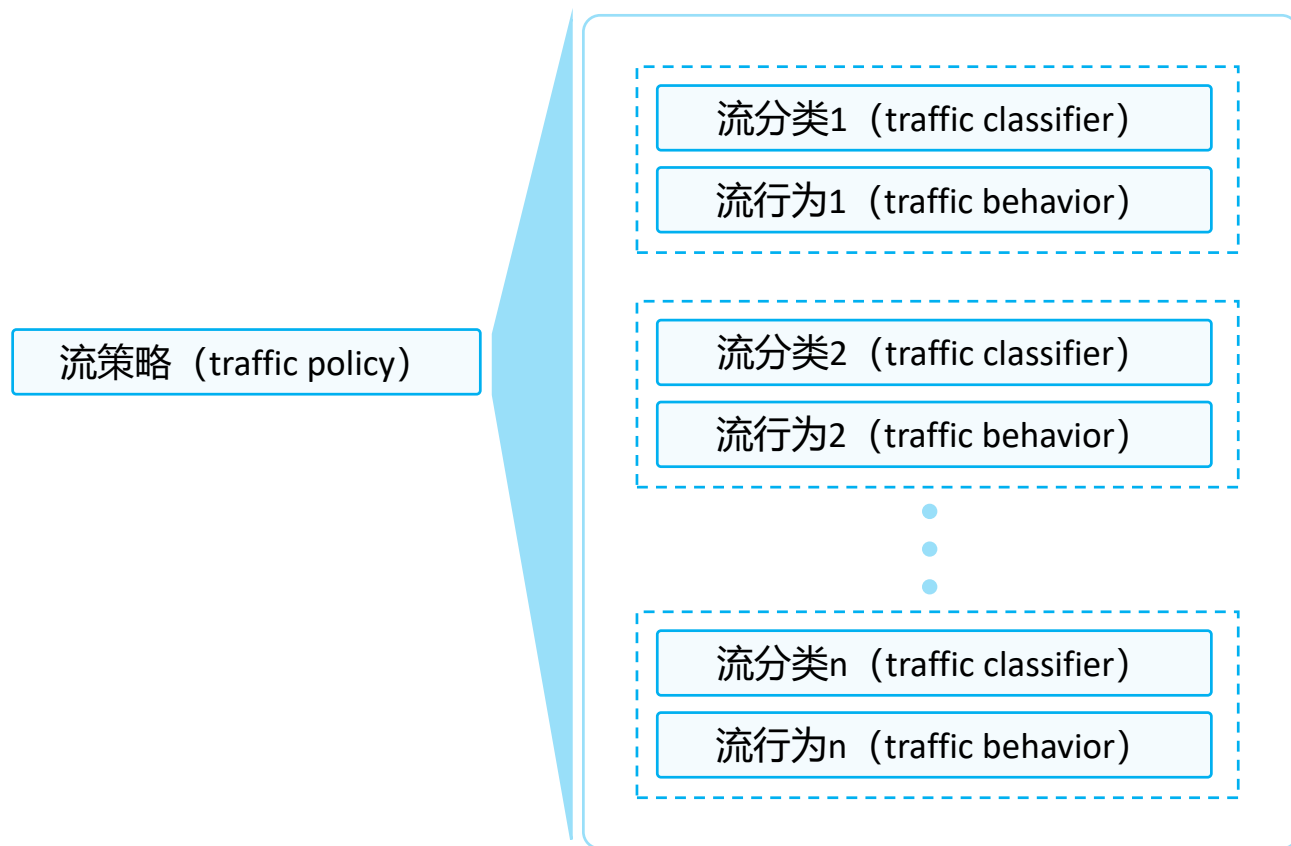 流策略（traffic policy）
流分类1（traffic classifier）
流行为1（traffic behavior）
流分类2（traffic classifier）
流行为2（traffic behavior）
流分类n（traffic classifier）
流行为n（traffic behavior）